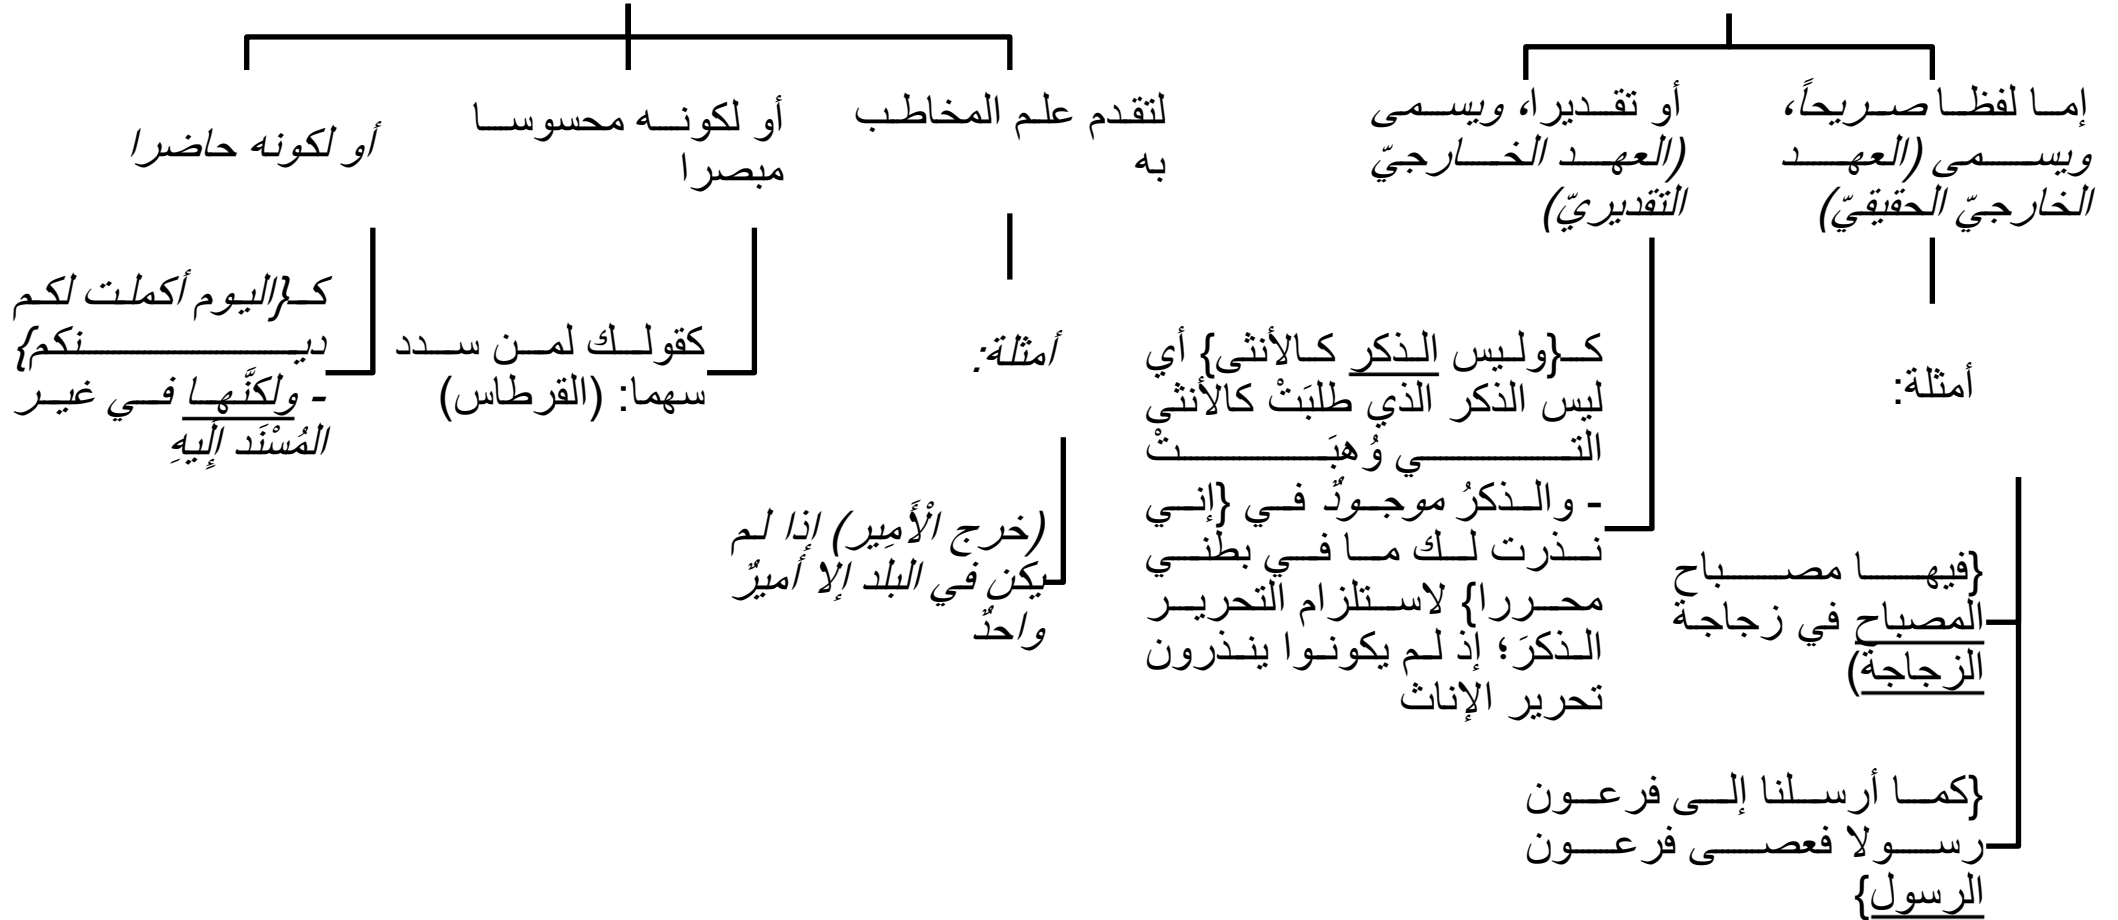 إما لفظا صريحاً،
ويسمى (العهد
الخارجيّ الحقيقيّ)
أمثلة:
{فيها مصباح
المصباح في زجاجة
الزجاجة)
{كما أرسلنا إلى فرعون
رسولا فعصى فرعون
الرسول}
أو تقديرا، ويسمى
(العهد الخارجيّ
التقديريّ)
كـ{وليس الذكر كالأنثى} أي
ليس الذكر الذي طلبَتْ كالأنثى
التي وُهبَتْ
- والذكرُ موجودٌ في {إني
نذرت لك ما في بطني
محررا} لاستلزام التحرير
الذكرَ؛ إذ لم يكونوا ينذرون
تحرير الإناث
لتقدم علم المخاطب
به
أمثلة:
(خرج الْأَمِير) إذا لم
يكن في البلد إلا أميرٌ
واحدٌ
أو لكونه محسوسا
مبصرا
كقولك لمن سدد
سهما: (القرطاس)
أو لكونه حاضرا
كـ{اليوم أكملت لكم
دينكم}
- ولكنَّها في غير
المُسْنَد إِلَيهِ